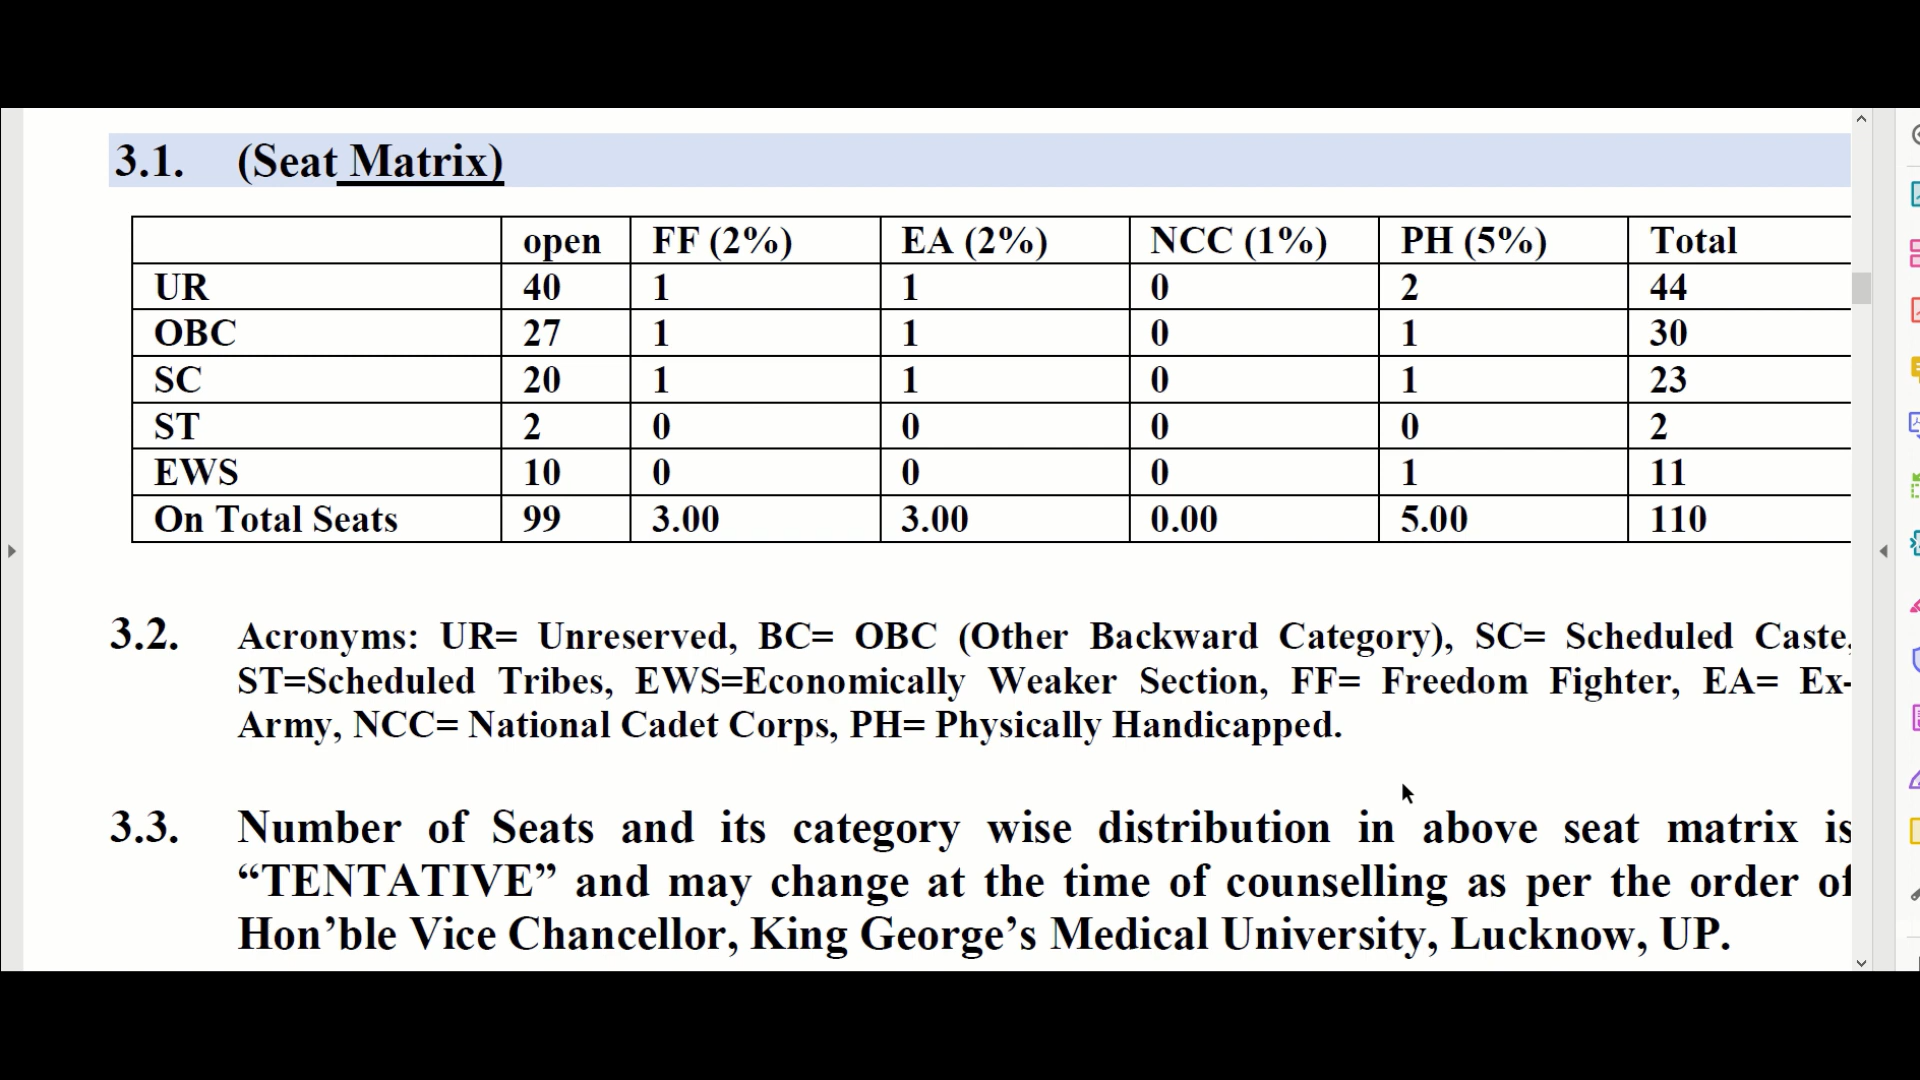 3.1. (Seat Matrix)
open FF (2%) EA (2%) NCC (1%) PH (5%) Total
UR 40 1 1 0 2 44
OBC 27 1 1 0 1 30
SC 20 1 1 0 1 23
ST 2 0 0 0 0 2
EWS 10 0 0 0 1 11
On Total Seats 99 3.00 3.00 0.00 5.00 110
3.2. Acronyms: UR= Unreserved, BC= OBC (Other Backward Category), SC= Scheduled Caste,
ST=Scheduled Tribes, EWS=Economically Weaker Section, FF= Freedom Fighter, EA= Ex-
Army, NCC= National Cadet Corps, PH= Physically Handicapped.
3.3. Number of Seats and its category wise distribution in above seat matrix is
“TENTATIVE” and may change at the time of counselling as per the order of
Hon’ble Vice Chancellor, King George’s Medical University, Lucknow, UP.